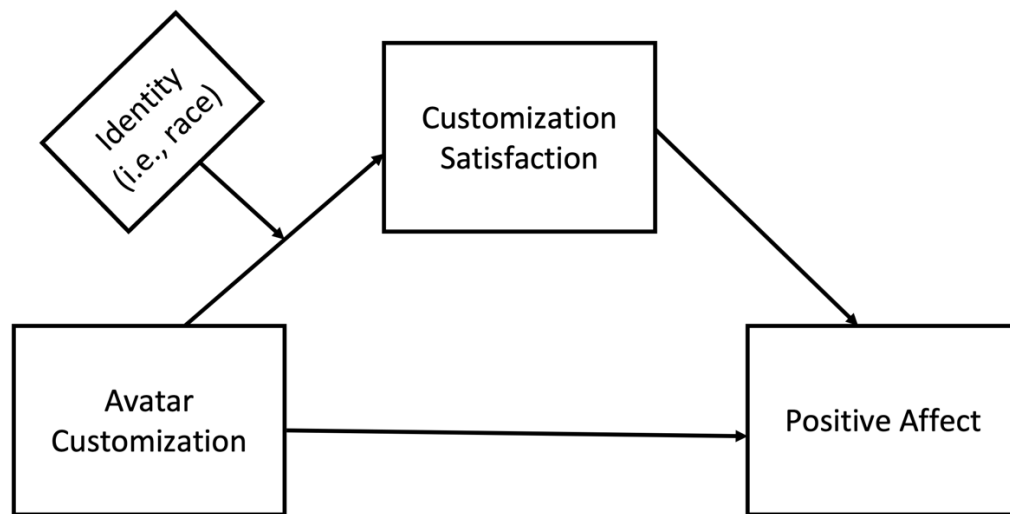 Identity
(i.e., race)
Customization
Satisfaction
Avatar
Customization
Positive Affect